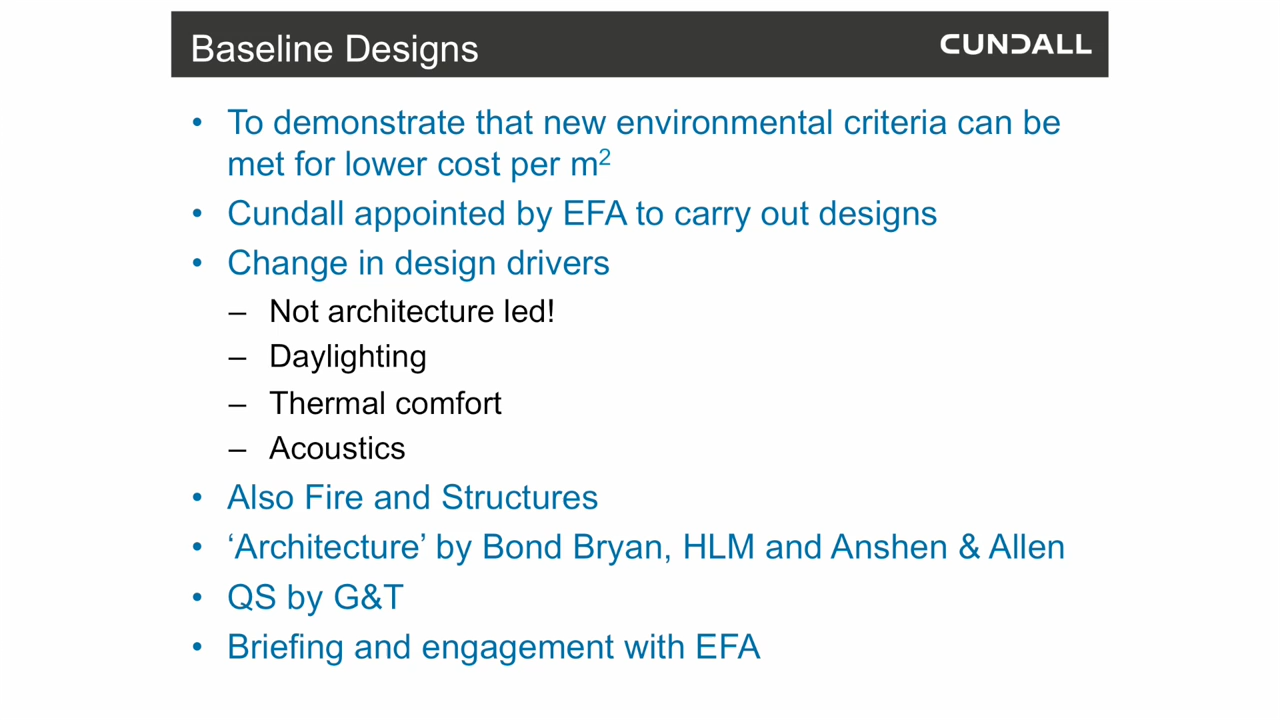 Baseline Designs
CUNDALL
• To demonstrate that new environmental criteria can be
met for lower cost per m²
• Cundall appointed by EFA to carry out designs
• Change in design drivers
– Not architecture led!
– Daylighting
– Thermal comfort
– Acoustics
• Also Fire and Structures
• ‘Architecture’ by Bond Bryan, HLM and Anshen & Allen
• QS by G&T
• Briefing and engagement with EFA